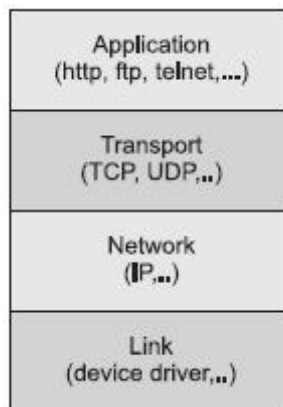 Application
(http, ftp, telnet,...)
Transport
(TCP, UDP,..)
Network
(IP,..)
Link
(device driver,..)